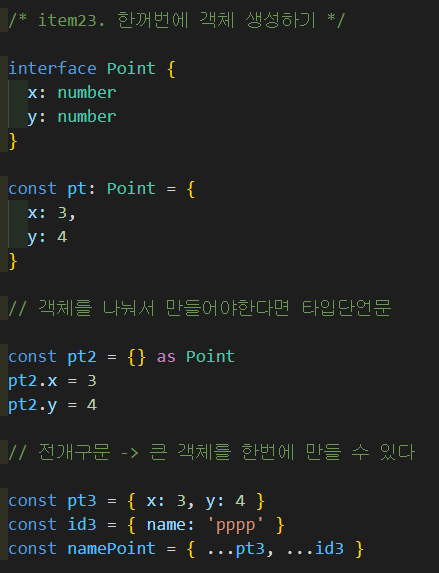 /* item23. 한꺼번에 객체 생성하기 */
interface Point {
  x: number
  y: number
}
const pt: Point = {
  x: 3,
  y: 4
}
// 객체를 나눠서 만들어야한다면 타입단언문
const pt2 = {} as Point
pt2.x = 3
pt2.y = 4
// 전개구문 -> 큰 객체를 한번에 만들 수 있다
const pt3 = { x: 3, y: 4 }
const id3 = { name: 'pppp' }
const namePoint = { ...pt3, ...id3 }